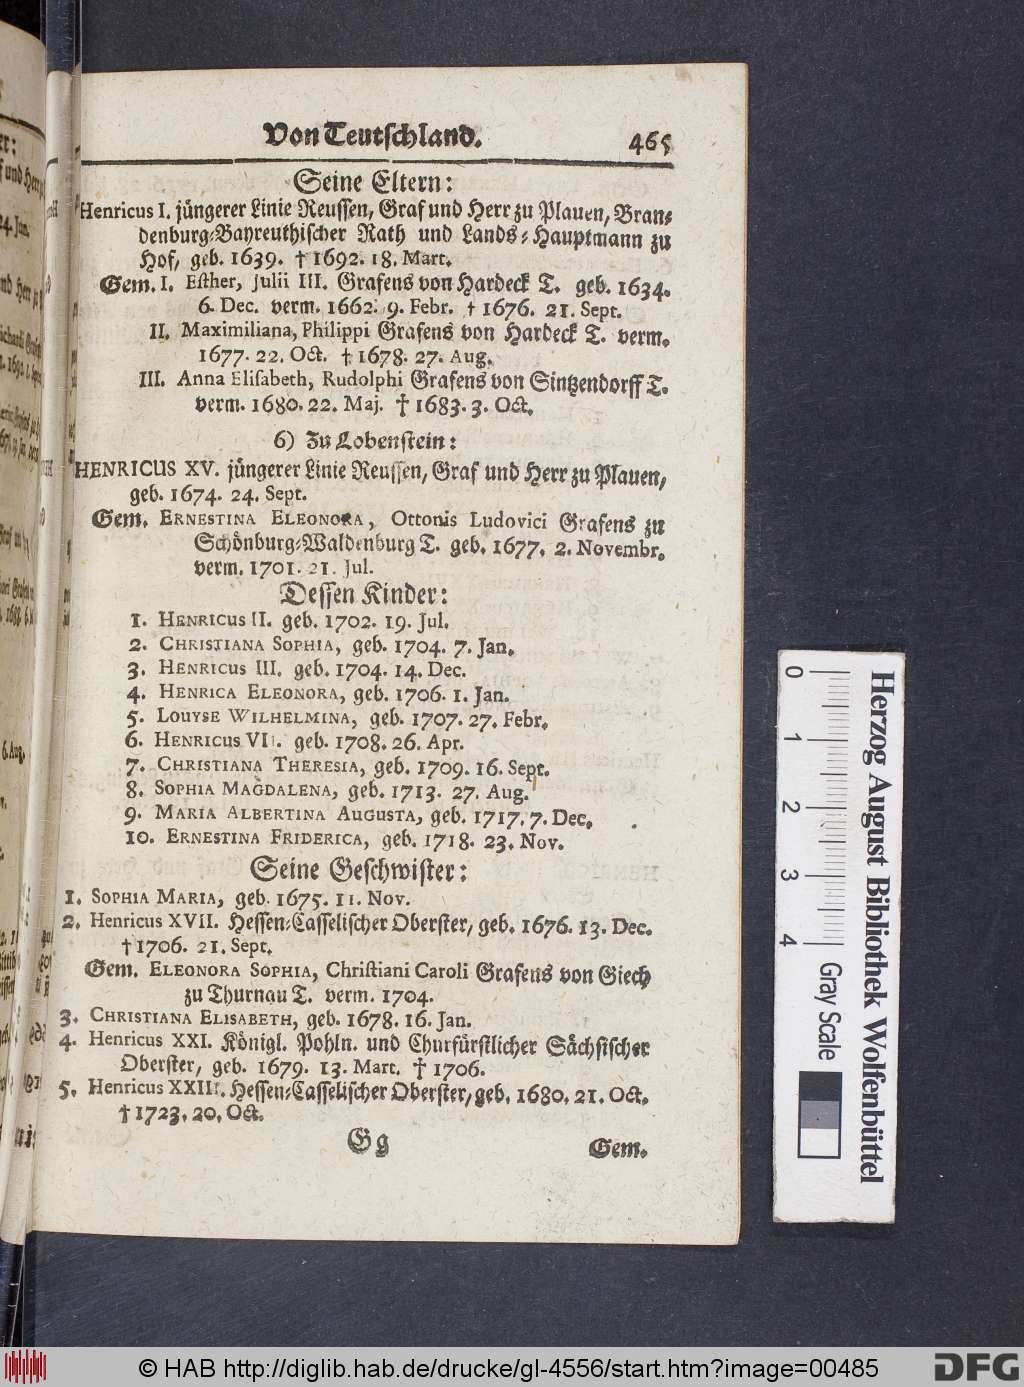 Von Teutschland. 465
Seine Eltern:
Henricus I. jüngerer Linie Reussen, Graf und Herr zu Plauen, Bran-
denburg-Bayreuthischer Rath und Lands-Hauptmann zu
Hof, geb. 1639. † 1692. 18. Mart.
Gem. I. Esther, Julii III. Grafens von Hardeck T. geb. 1634.
6. Dec. verm. 1662. 9. Febr. † 1676. 21. Sept.
II. Maximiliana, Philippi Grafens von Hardeck T. verm.
1677. 22. Oct. † 1678. 27. Aug.
III. Anna Elisabeth, Rudolphi Grafens von Sintzendorff T.
verm. 1680. 22. Maj. † 1683. 3. Oct.
6) Zu Lobenstein:
HENRICUS XV. jüngerer Linie Reussen, Graf und Herr zu Plauen,
geb. 1674. 24. Sept.
Gem. ERNESTINA ELEONORA, Ottonis Ludovici Grafens zu
Schönburg-Waldenburg T. geb. 1677. 2. Novembr.
verm. 1701. 21. Jul.
Dessen Kinder:
1. HENRICUS II. geb. 1702. 19. Jul.
2. CHRISTIANA SOPHIA, geb. 1704. 7. Jan.
3. HENRICUS III. geb. 1704. 14. Dec.
4. HENRICA ELEONORA, geb. 1706. 1. Jan.
5. LOUYSE WILHELMINA, geb. 1707. 27. Febr.
6. HENRICUS geb. 1708. 26. Apr.
7. CHRISTIANA THERESIA, geb. 1709. 16. Sept.
8. SOPHIA MAGDALENA, geb. 1713. 27. Aug.
9. MARIA ALBERTINA AUGUSTA, geb. 1717. 7. Dec.
10. ERNESTINA FRIDERICA, geb. 1718. 23. Nov.
Seine Geschwister:
1. SOPHIA MARIA, geb. 1675. 11. Nov.
2. Henricus XVII. Hessen-Casselischer Oberster, geb. 1676. 13. Dec.
† 1706. 21. Sept.
Gem. ELEONORA SOPHIA, Christiani Caroli Grafens von Giech
zu Thurnau T. verm. 1704.
3. CHRISTIANA ELISABETH, geb. 1678. 16. Jan.
4. Henricus XXI. Königl. Pohln. und Churfürstlicher Sächsischer
Oberster, geb. 1679. 13. Mart. † 1706.
5. Henricus XXIII. Hessen-Casselischer Oberster, geb. 1680. 21. Oct.
† 1723. 20. Oct.
Gg Gem.
0 1 2 3 4
Gray Scale
Herzog August Bibliothek Wolfenbüttel
© HAB http://diglib.hab.de/drucke/gl-4556/start.htm?image=00485
DFG